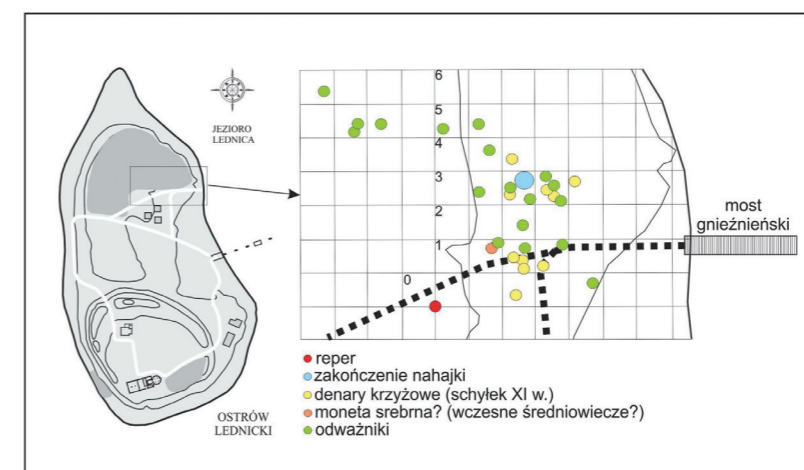 JEZIORO
LEDNICA
OSTRÓW
LEDNICKI
6
5
4
3
2
1
0
most
gnieźnieński
reper
zakończenie nahajki
denary krzyżowe (schyłek XI w.)
moneta srebrna? (wczesne średniowiecze?)
odważniki